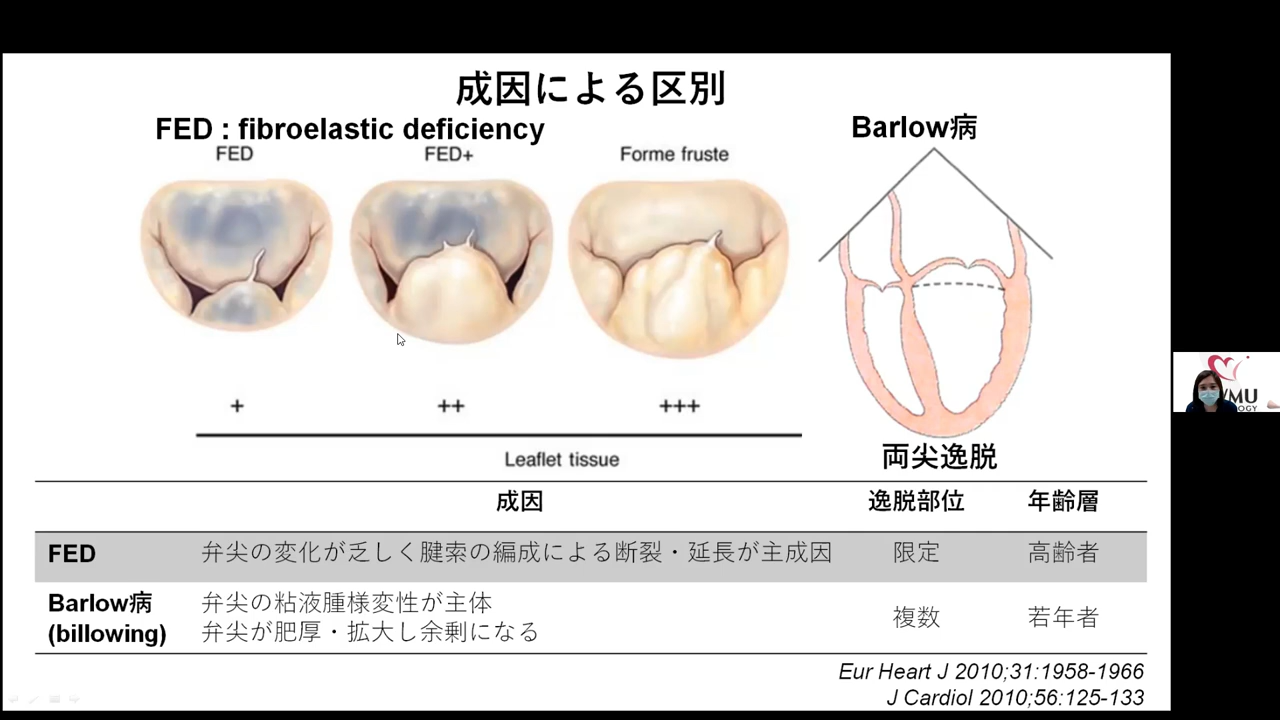 成因による区別
FED : fibroelastic deficiency
Barlow病
FED
FED+
Forme fruste
+
++
+++
Leaflet tissue
両尖逸脱
成因
逸脱部位
年齢層
FED
弁尖の変化が乏しく腱索の編成による断裂・延長が主成因
限定
高齢者
Barlow病
(billowing)
弁尖の粘液腫様変性が主体
弁尖が肥厚・拡大し余剰になる
複数
若年者
Eur Heart J 2010;31:1958-1966
J Cardiol 2010;56:125-133